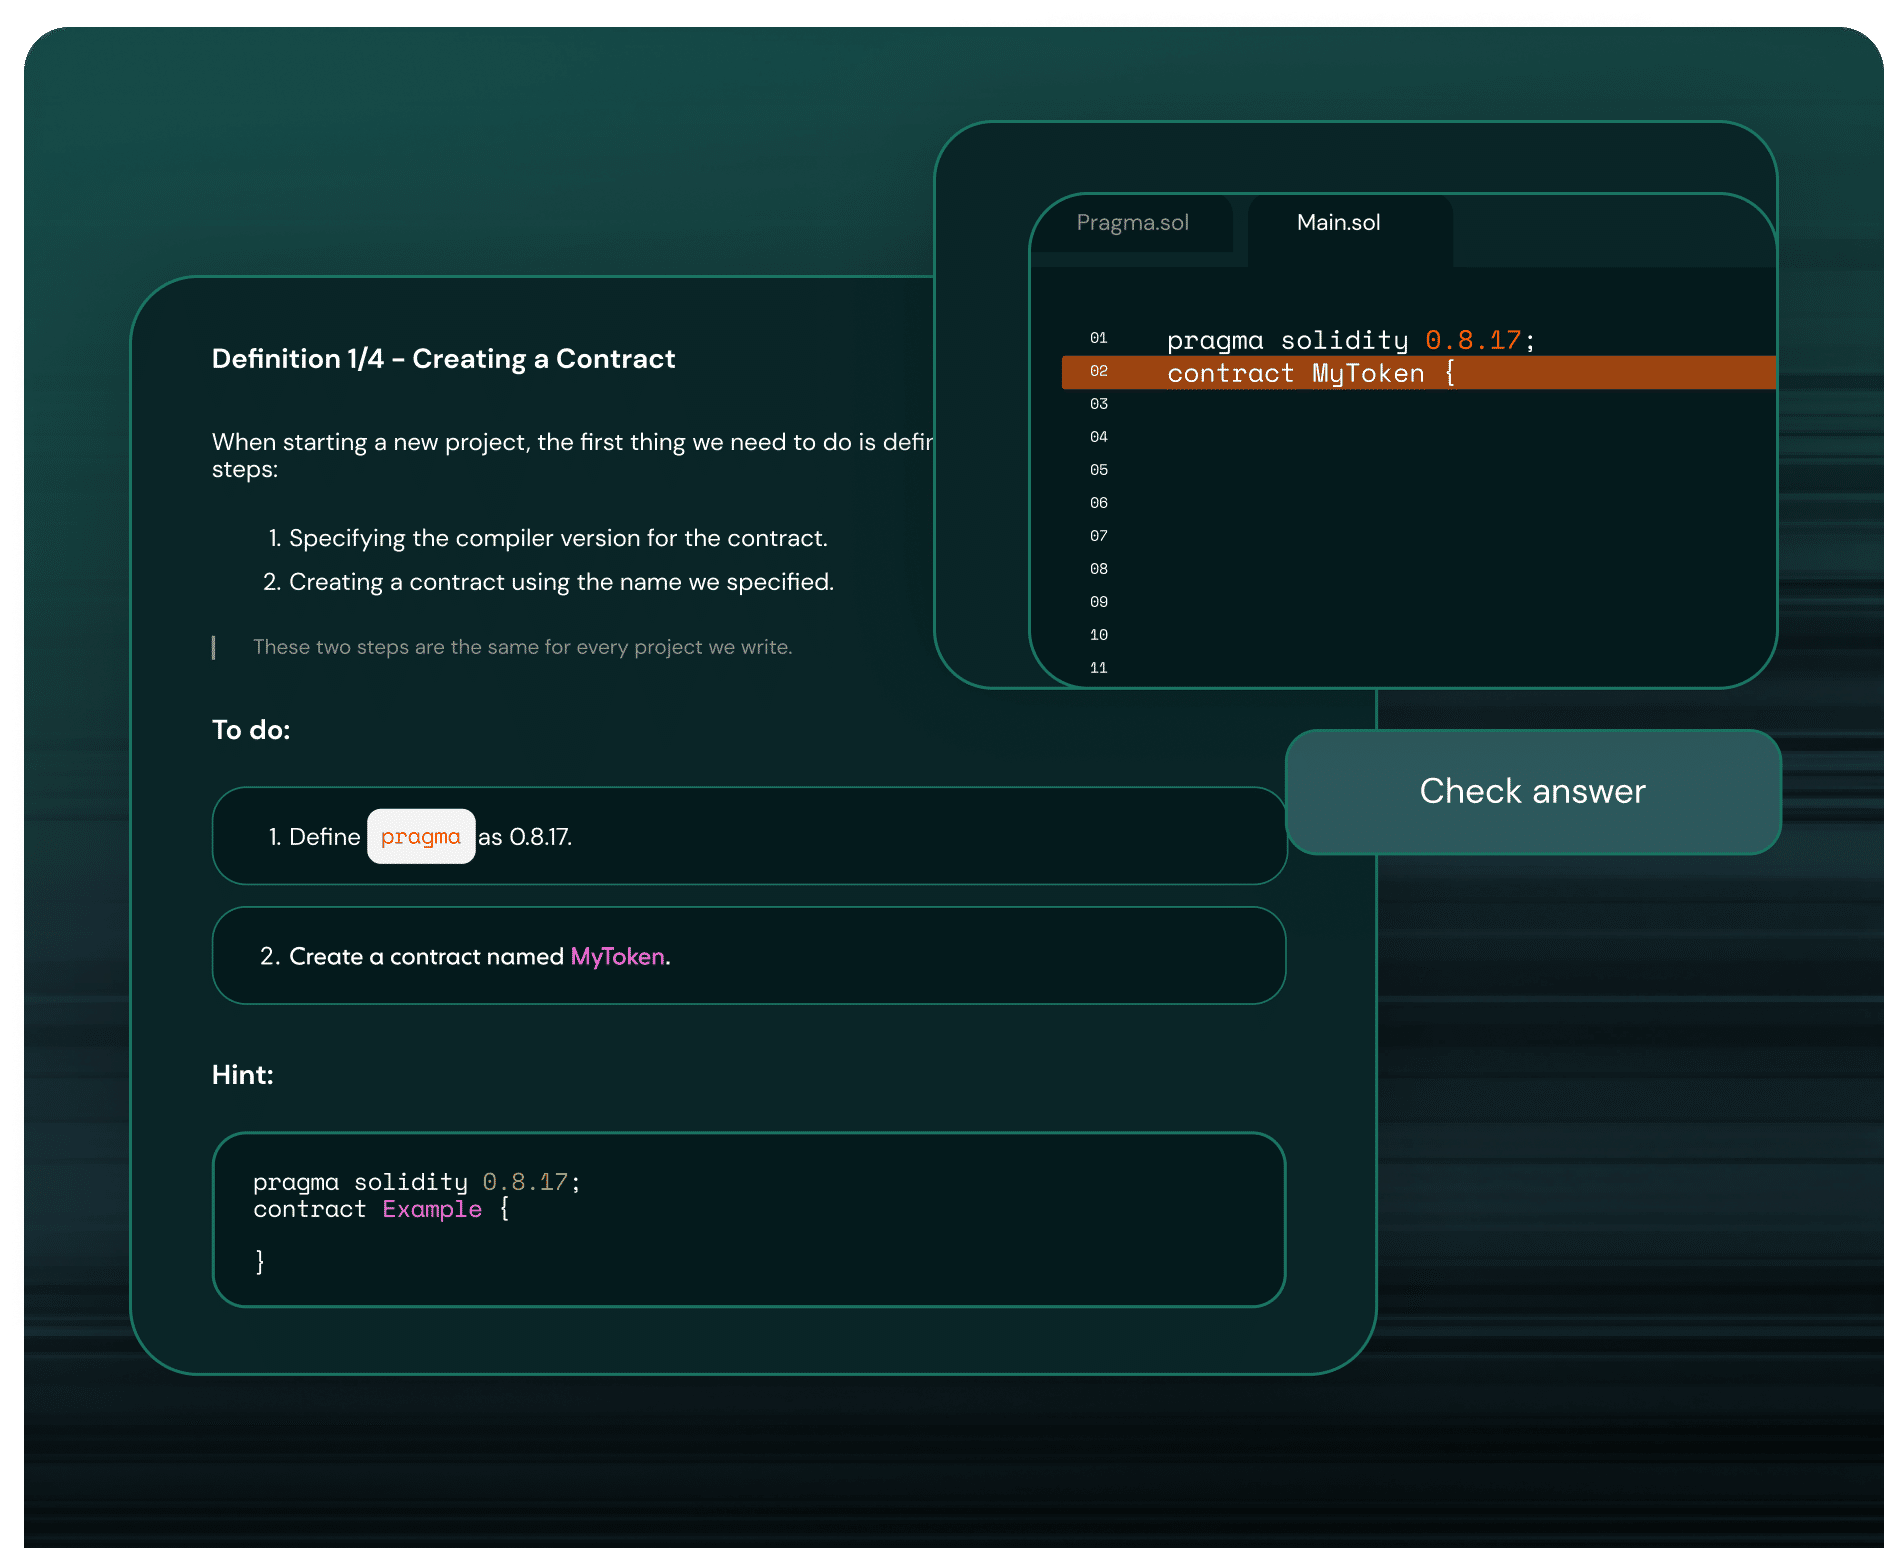 Definition 1/4 – Creating a Contract
When starting a new project, the first thing we need to do is
steps:
1. Specifying the compiler version for the contract.
2. Creating a contract using the name we specified.
These two steps are the same for every project we write.
To do:
1. Define pragma as 0.8.17.
2. Create a contract named MyToken.
Hint:
pragma solidity 0.8.17;
contract Example {
}
Pragma.sol
Main.sol
01 pragma solidity 0.8.17;
02 contract MyToken {
03
04
05
06
07
08
09
10
11
Check answer